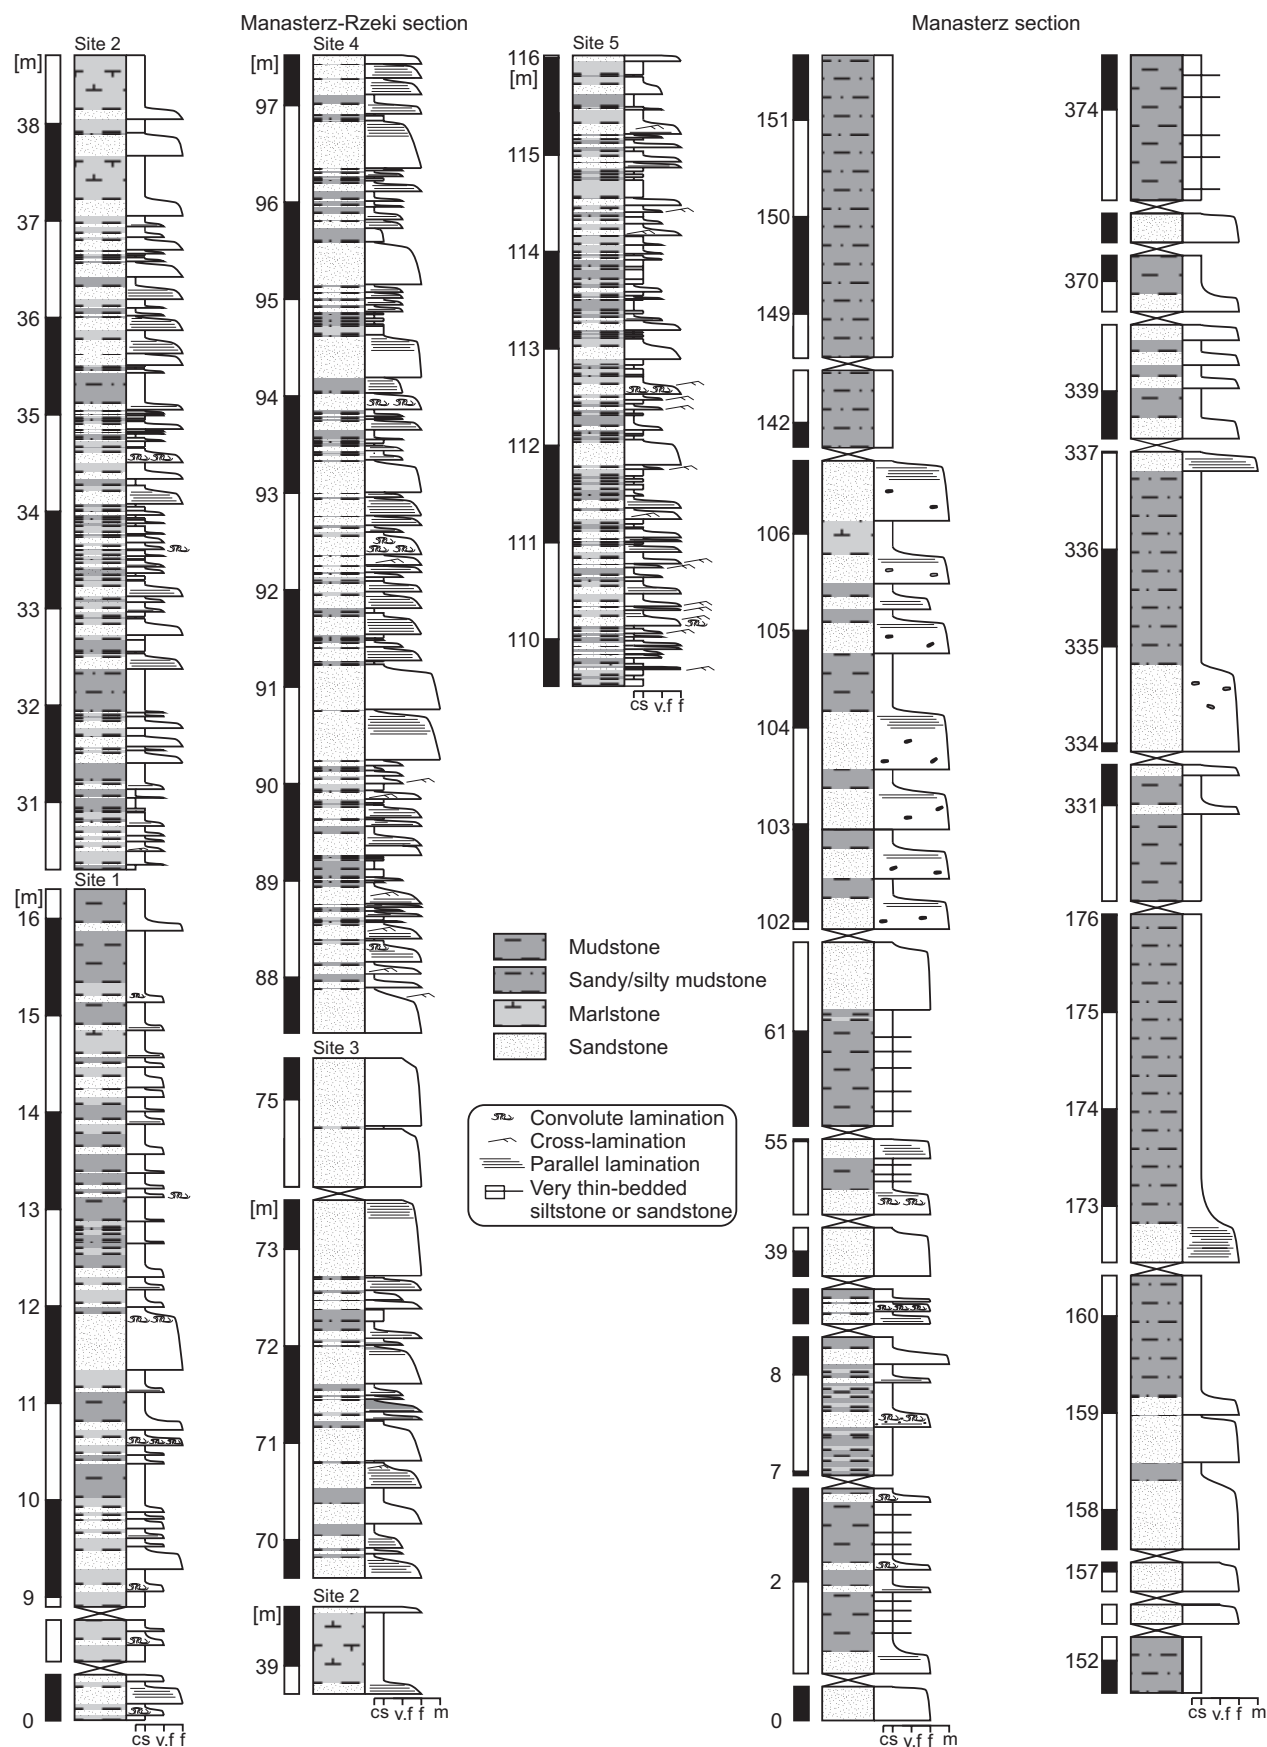 Manasterz-Rzeki section
Manasterz section
Site 2
[m]
38
37
36
35
34
33
32
31
Site 1
[m]
16
15
14
13
12
11
10
9
0
cs v.f f
Site 4
[m]
97
96
95
94
93
92
91
90
89
88
Site 3
75
[m]
73
72
71
70
Site 2
[m]
39
cs v.f f m
Site 5
116
[m]
115
114
113
112
111
110
cs v.f f
Mudstone
Sandy/silty mudstone
Marlstone
Sandstone
Convolute lamination
Cross-lamination
Parallel lamination
Very thin-bedded
siltstone or sandstone
151
150
149
142
106
105
104
103
102
61
55
39
8
7
2
0
cs v.f f m
374
370
339
337
336
335
334
331
176
175
174
173
160
159
158
157
152
cs v.f f m